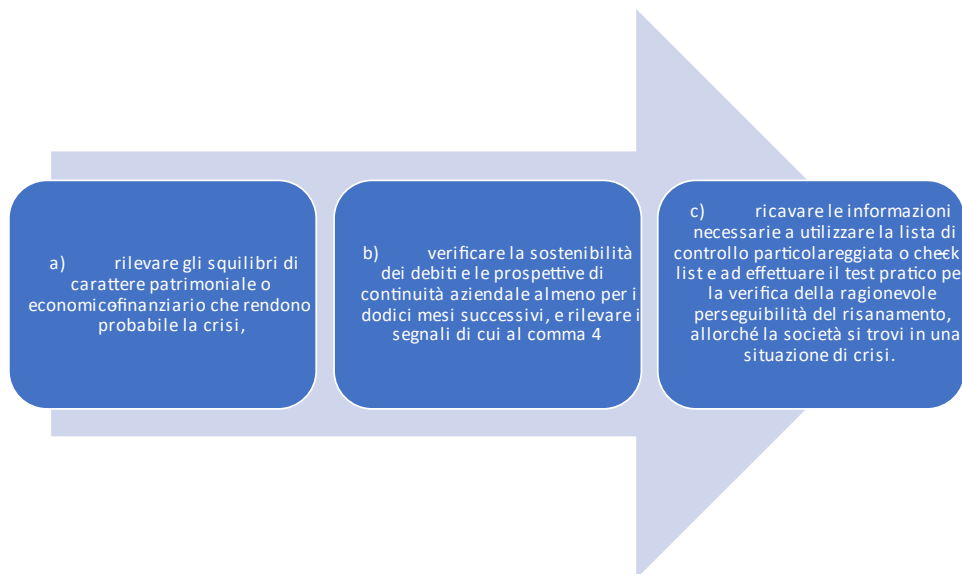 a) rilevare gli squilibri di
carattere patrimoniale o
economicofinanziario che rendono
probabile la crisi,
b) verificare la sostenibilità
dei debiti e le prospettive di
continuità aziendale almeno per i
dodici mesi successivi, e rilevare i
segnali di cui al comma 4
c) ricavare le informazioni
necessarie a utilizzare la lista di
controllo particolareggiata o check
list e ad effettuare il test pratico per
la verifica della ragionevole
perseguibilità del risanamento,
allorché la società si trovi in una
situazione di crisi.